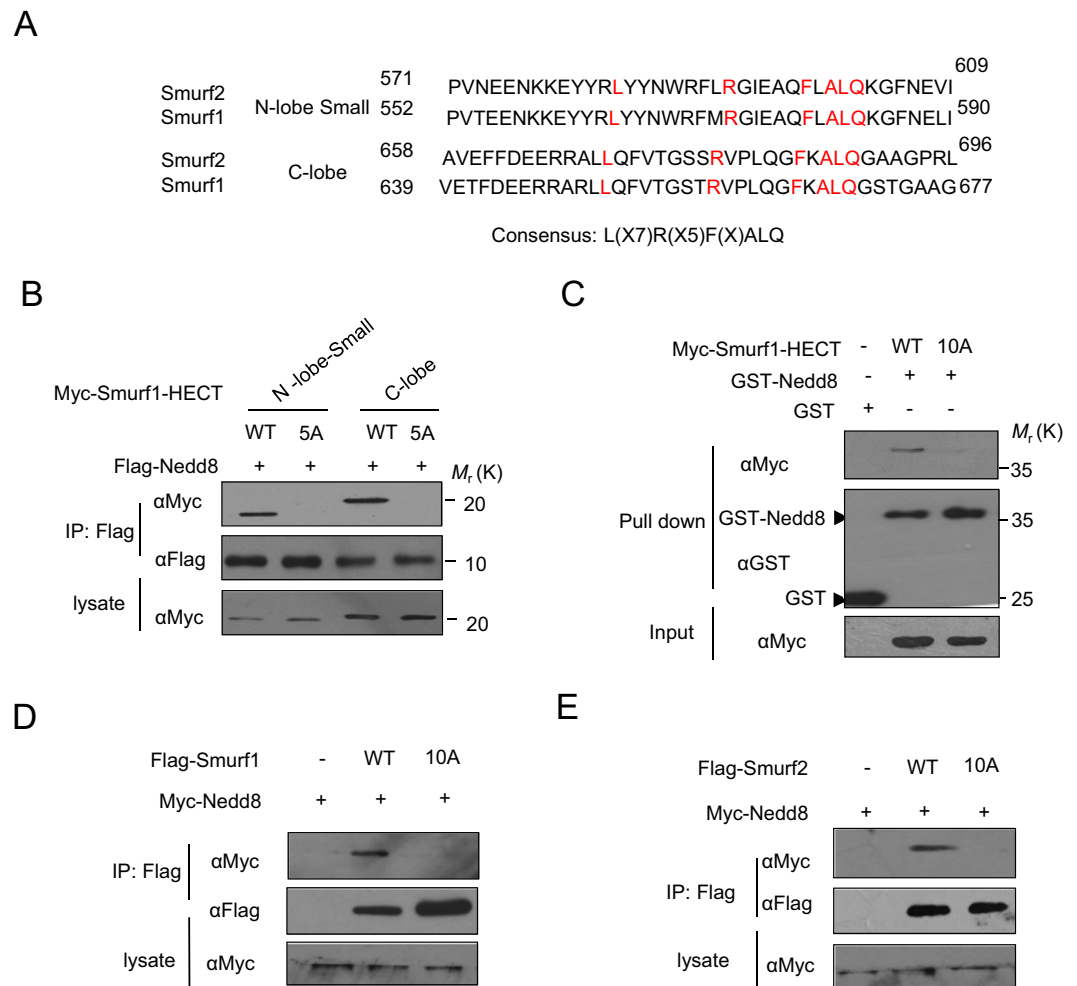 A
Smurf2 N-lobe Small 571 PVNEENKKEYYRLYYNWRFLRGIEAQFLALQKGFNEVI 609
Smurf1 552 PVTEENKKEYYRLYYNWRFMRGIEAQFLALQKGFNELI 590
Smurf2 C-lobe 658 AVEFFDEERRALLQFVTGSSRVPLQGFKALQGAAGPRL 696
Smurf1 639 VETFDEERRARLLQFVTGSTRVPLQGFKALQGSTGAAG 677
Consensus: L(X7)R(X5)F(X)ALQ
B
N -lobe-Small C-lobe
Myc-Smurf1-HECT
WT 5A WT 5A
Flag-Nedd8 + + + + Mr (K)
IP: Flag αMyc 20
αFlag 10
lysate αMyc 20
C
Myc-Smurf1-HECT - WT 10A
GST-Nedd8 - + +
GST + - -
Mr (K)
αMyc 35
Pull down GST-Nedd8 35
αGST
GST 25
Input αMyc
D
Flag-Smurf1 - WT 10A
Myc-Nedd8 + + +
IP: Flag αMyc
αFlag
lysate αMyc
E
Flag-Smurf2 - WT 10A
Myc-Nedd8 + + +
IP: Flag αMyc
αFlag
lysate αMyc